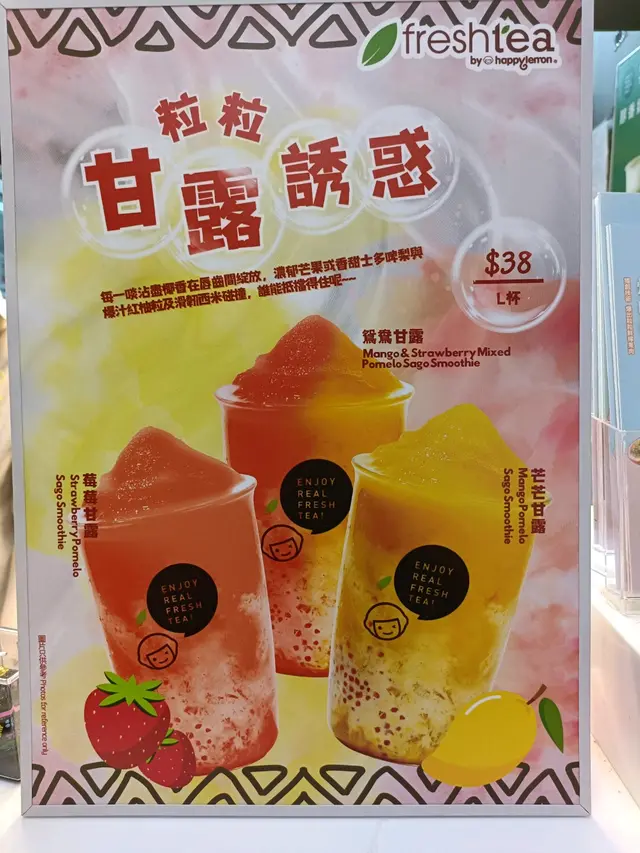 freshtea
by happylemon®
粒粒
甘露誘惑
每一啖沾盡椰香在唇齒間綻放，濃郁芒果或香甜士多啤梨與
爆汁紅柚粒及滑韌西米碰撞，誰能抵擋得住呢......
$38
L杯
鴛鴦甘露
Mango & Strawberry Mixed
Pomelo Sago Smoothie
莓莓甘露
Strawberry Pomelo
Sago Smoothie
芒芒甘露
Mango Pomelo
Sago Smoothie
ENJOY
REAL
FRESH
TEA!
ENJOY
REAL
FRESH
TEA!
ENJOY
REAL
FRESH
TEA!
圖片只供參考 Photos for reference only.